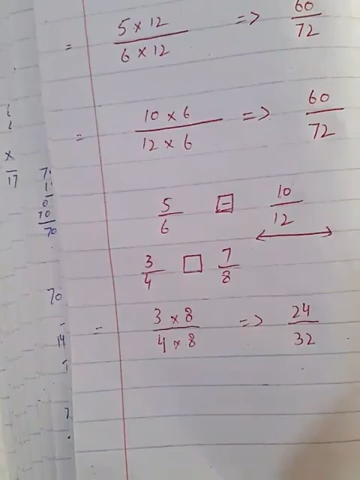 = 5 × 12 / 6 × 12 => 60 / 72
= 10 × 6 / 12 × 6 => 60 / 72
5/6 = 10/12
3/4 □ 7/8
= 3 × 8 / 4 × 8 => 24 / 32